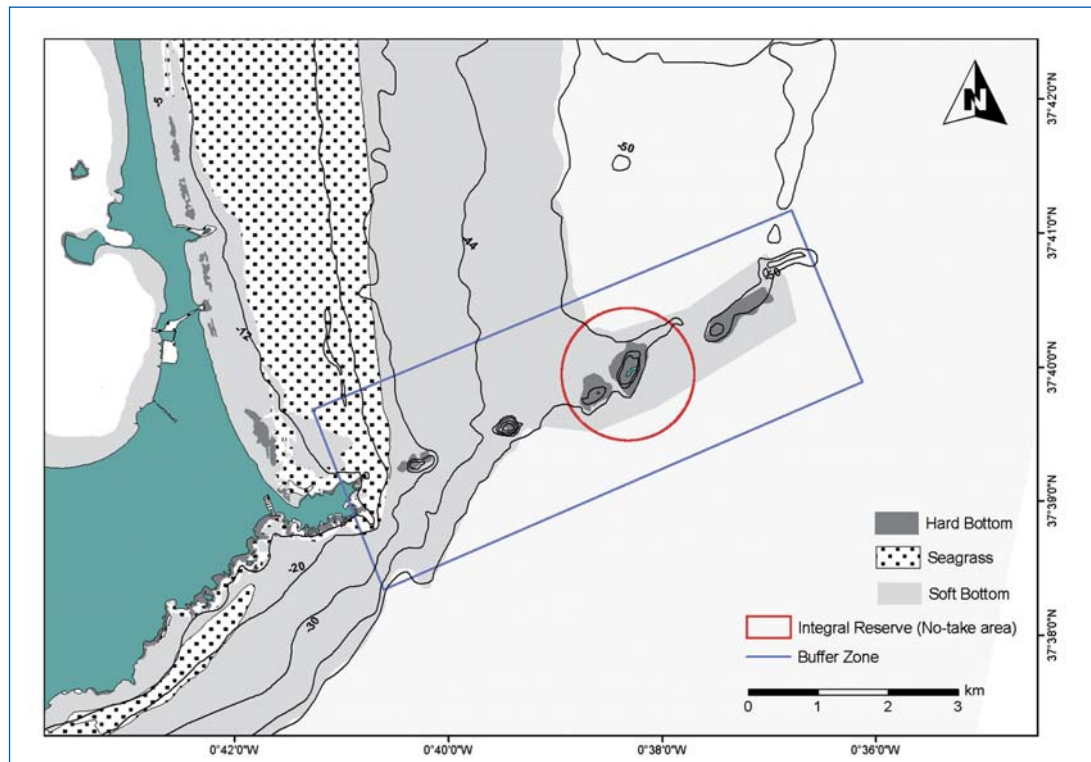 N
-5
-50
-44
-50
-12
-20
-30
37°42'0"N
37°41'0"N
37°40'0"N
37°39'0"N
37°38'0"N
Hard Bottom
Seagrass
Soft Bottom
Integral Reserve (No-take area)
Buffer Zone
km
0 1 2 3
0°42'0"W 0°40'0"W 0°38'0"W 0°36'0"W